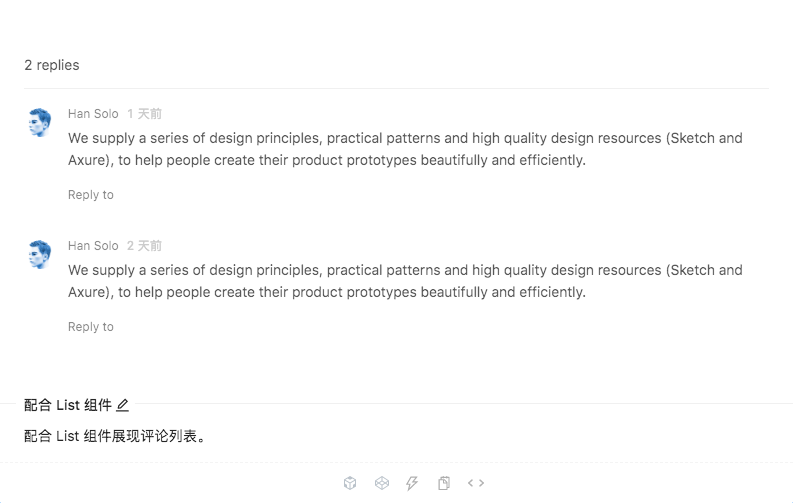 2 replies
Han Solo 1 天前
We supply a series of design principles, practical patterns and high quality design resources (Sketch and
Axure), to help people create their product prototypes beautifully and efficiently.
Reply to
Han Solo 2 天前
We supply a series of design principles, practical patterns and high quality design resources (Sketch and
Axure), to help people create their product prototypes beautifully and efficiently.
Reply to
配合 List 组件
配合 List 组件展现评论列表。